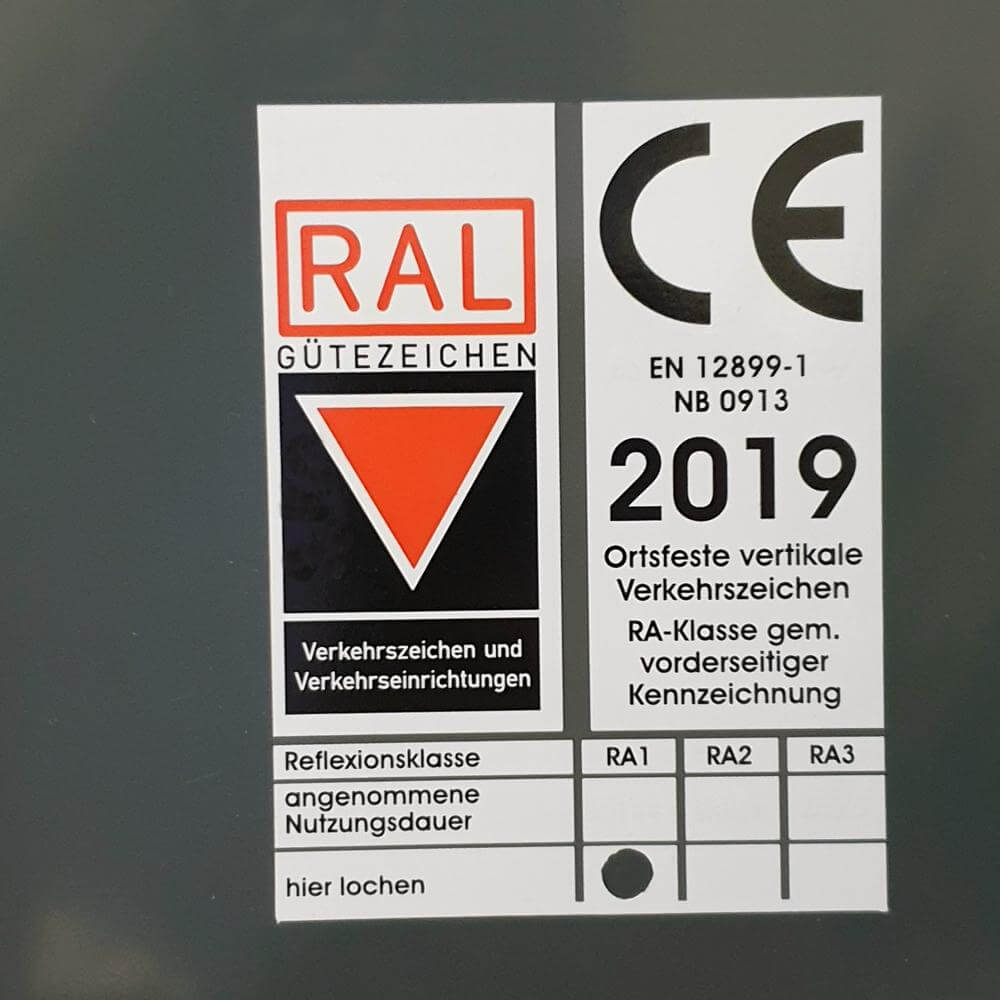 RAL
GÜTEZEICHEN
Verkehrszeichen und
Verkehrseinrichtungen
CE
EN 12899-1
NB 0913
2019
Ortsfeste vertikale
Verkehrszeichen
RA-Klasse gem.
vorderseitiger
Kennzeichnung
Reflexionsklasse RA1 RA2 RA3
angenommene
Nutzungsdauer
hier lochen